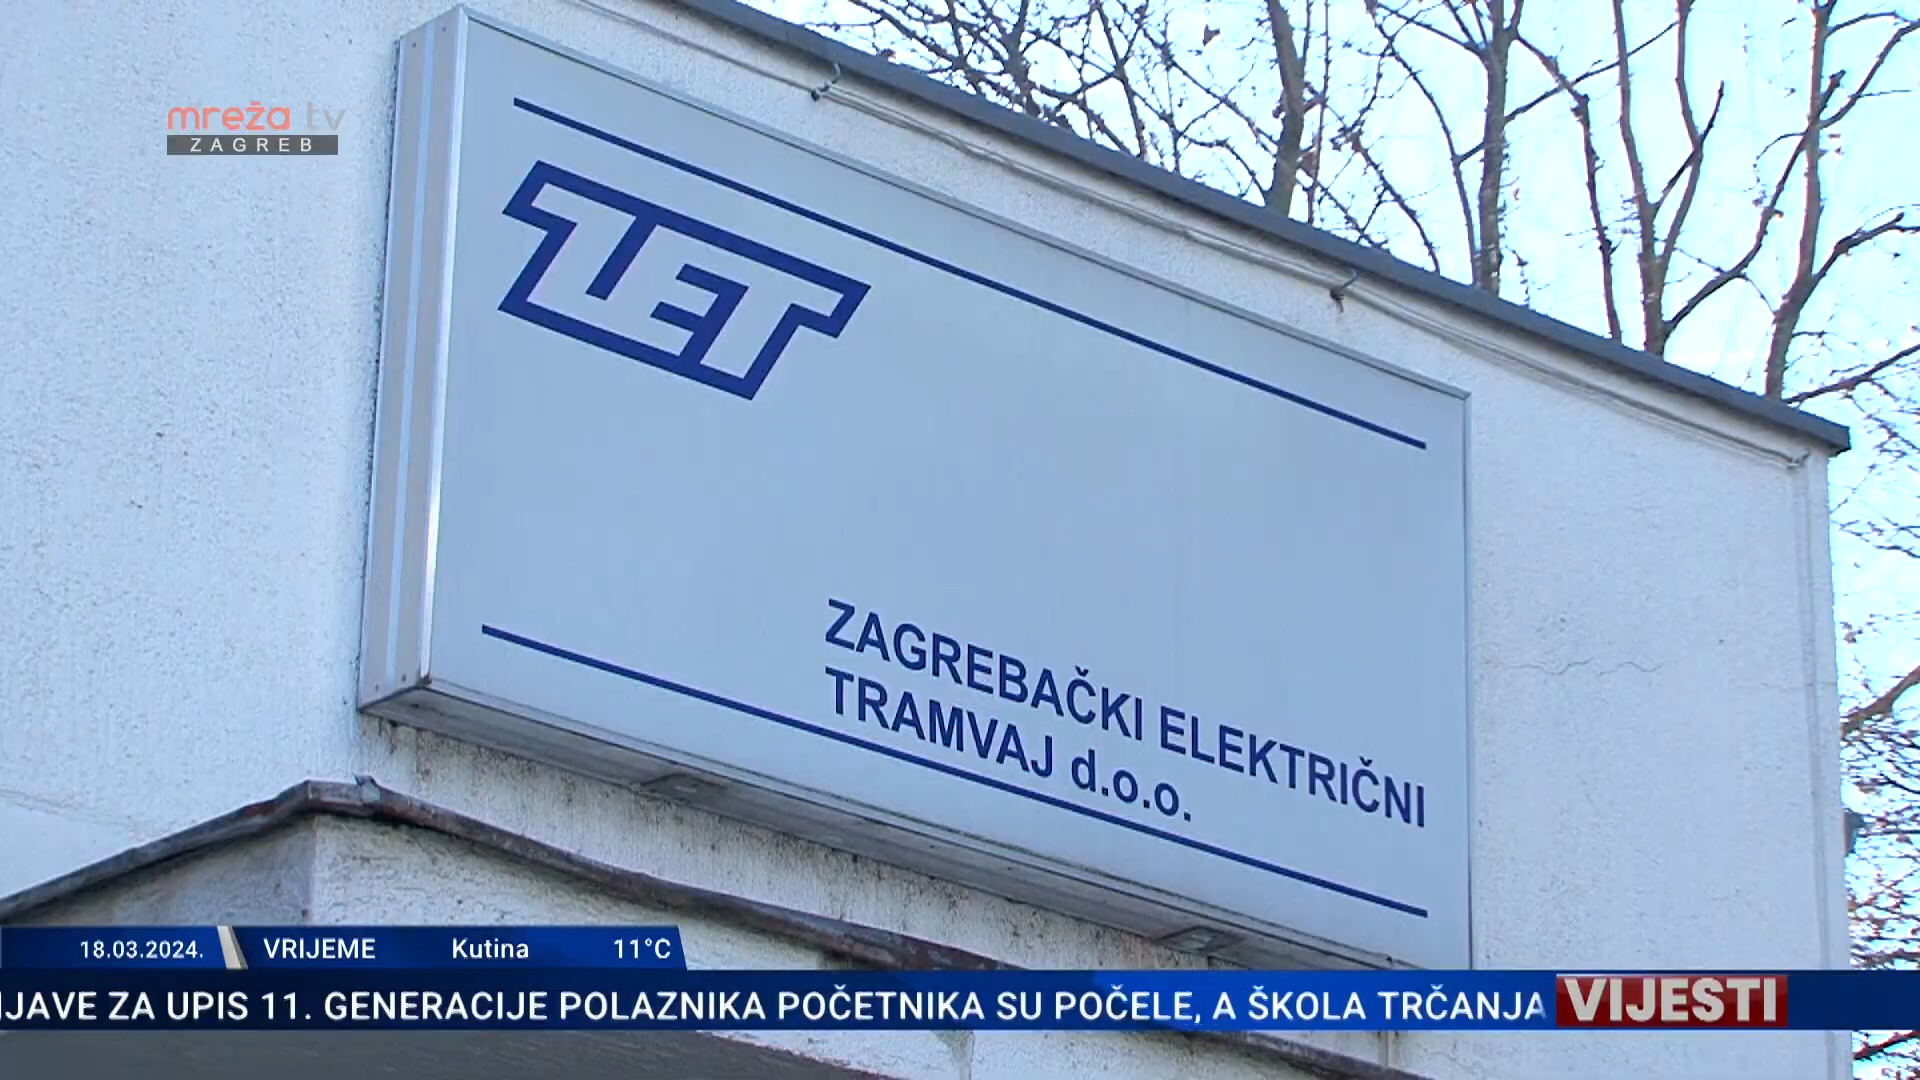 mreža tv
ZAGREB
ZET
ZAGREBAČKI ELEKTRIČNI
TRAMVAJ d.o.o.
18.03.2024. VRIJEME Kutina 11°C
ZA UPIS 11. GENERACIJE POLAZNIKA POČETNIKA SU POČELE, A ŠKOLA TRČANJA
VIJESTI